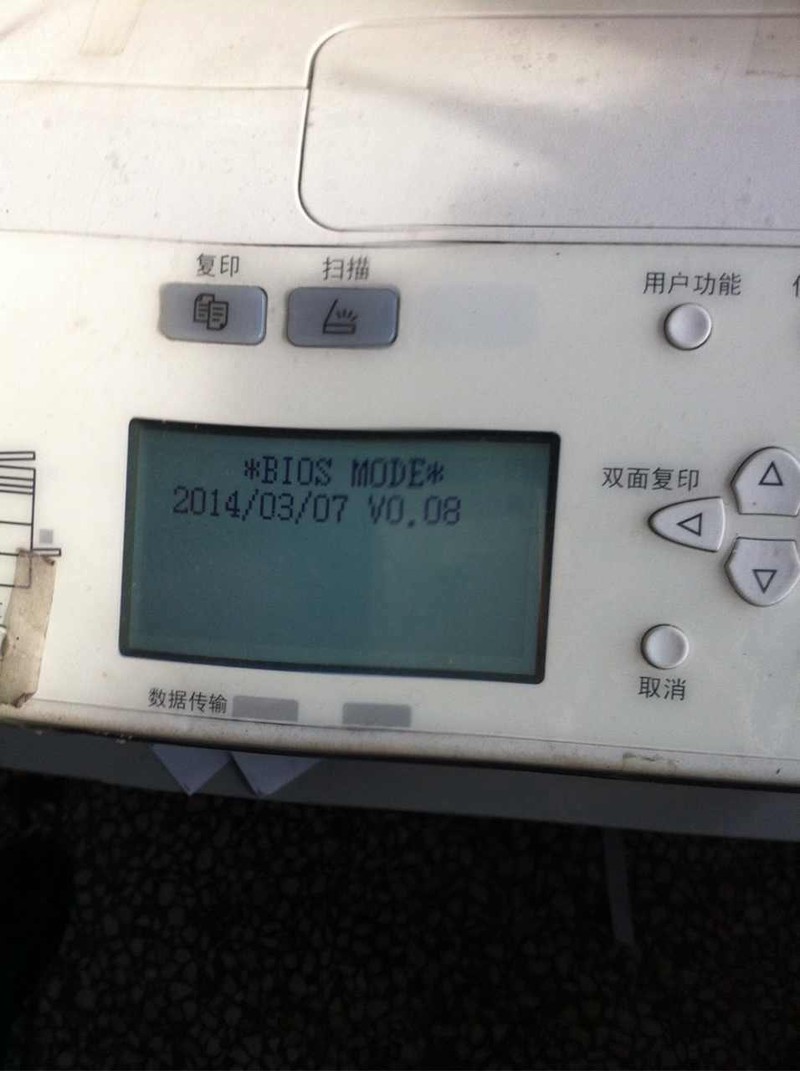 复印
扫描
用户功能
*BIOS MODE*
2014/03/07 V0.08
双面复印
取消
数据传输